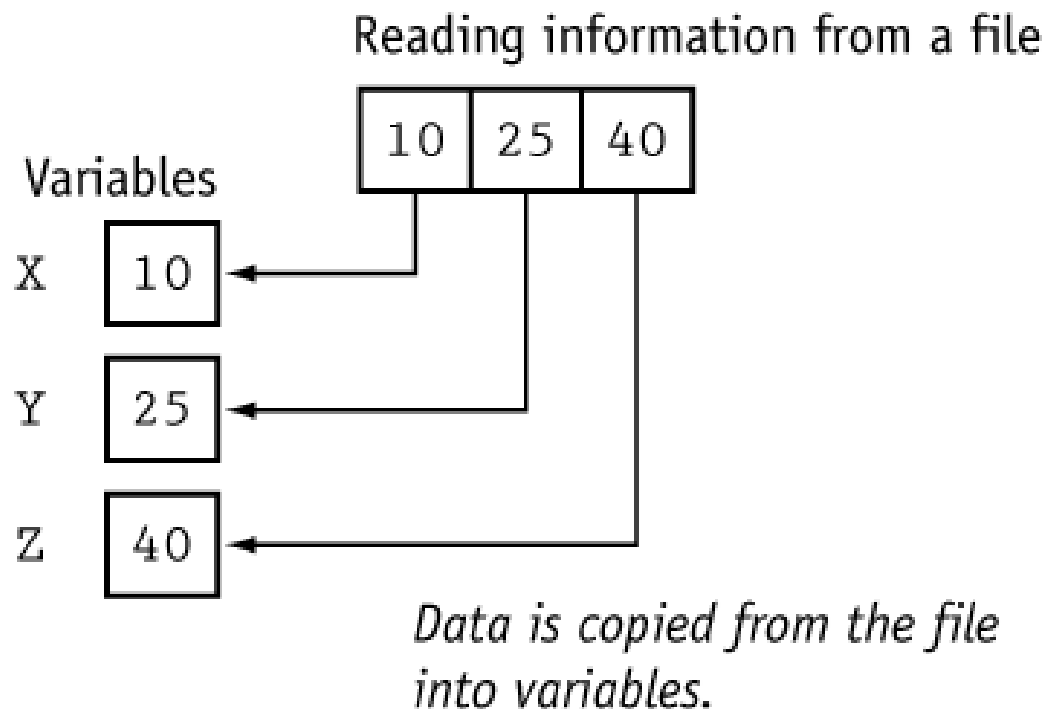 Reading information from a file
10 25 40
Variables
X 10
Y 25
Z 40
Data is copied from the file
into variables.